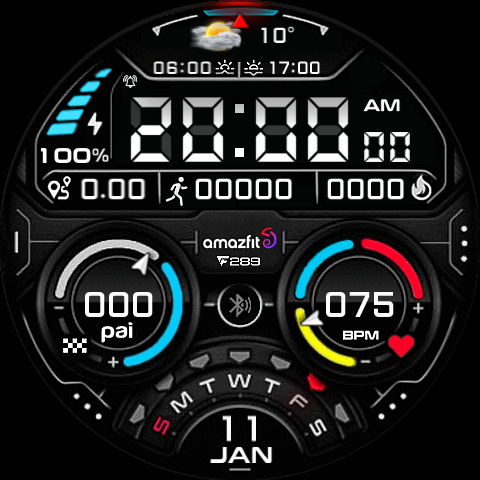 10°
06:00 17:00
20:00 AM
00
100%
0.00 00000 0000
amazfit
F289
000 075
pai BPM
- + + -
S M T W T F S
11
JAN